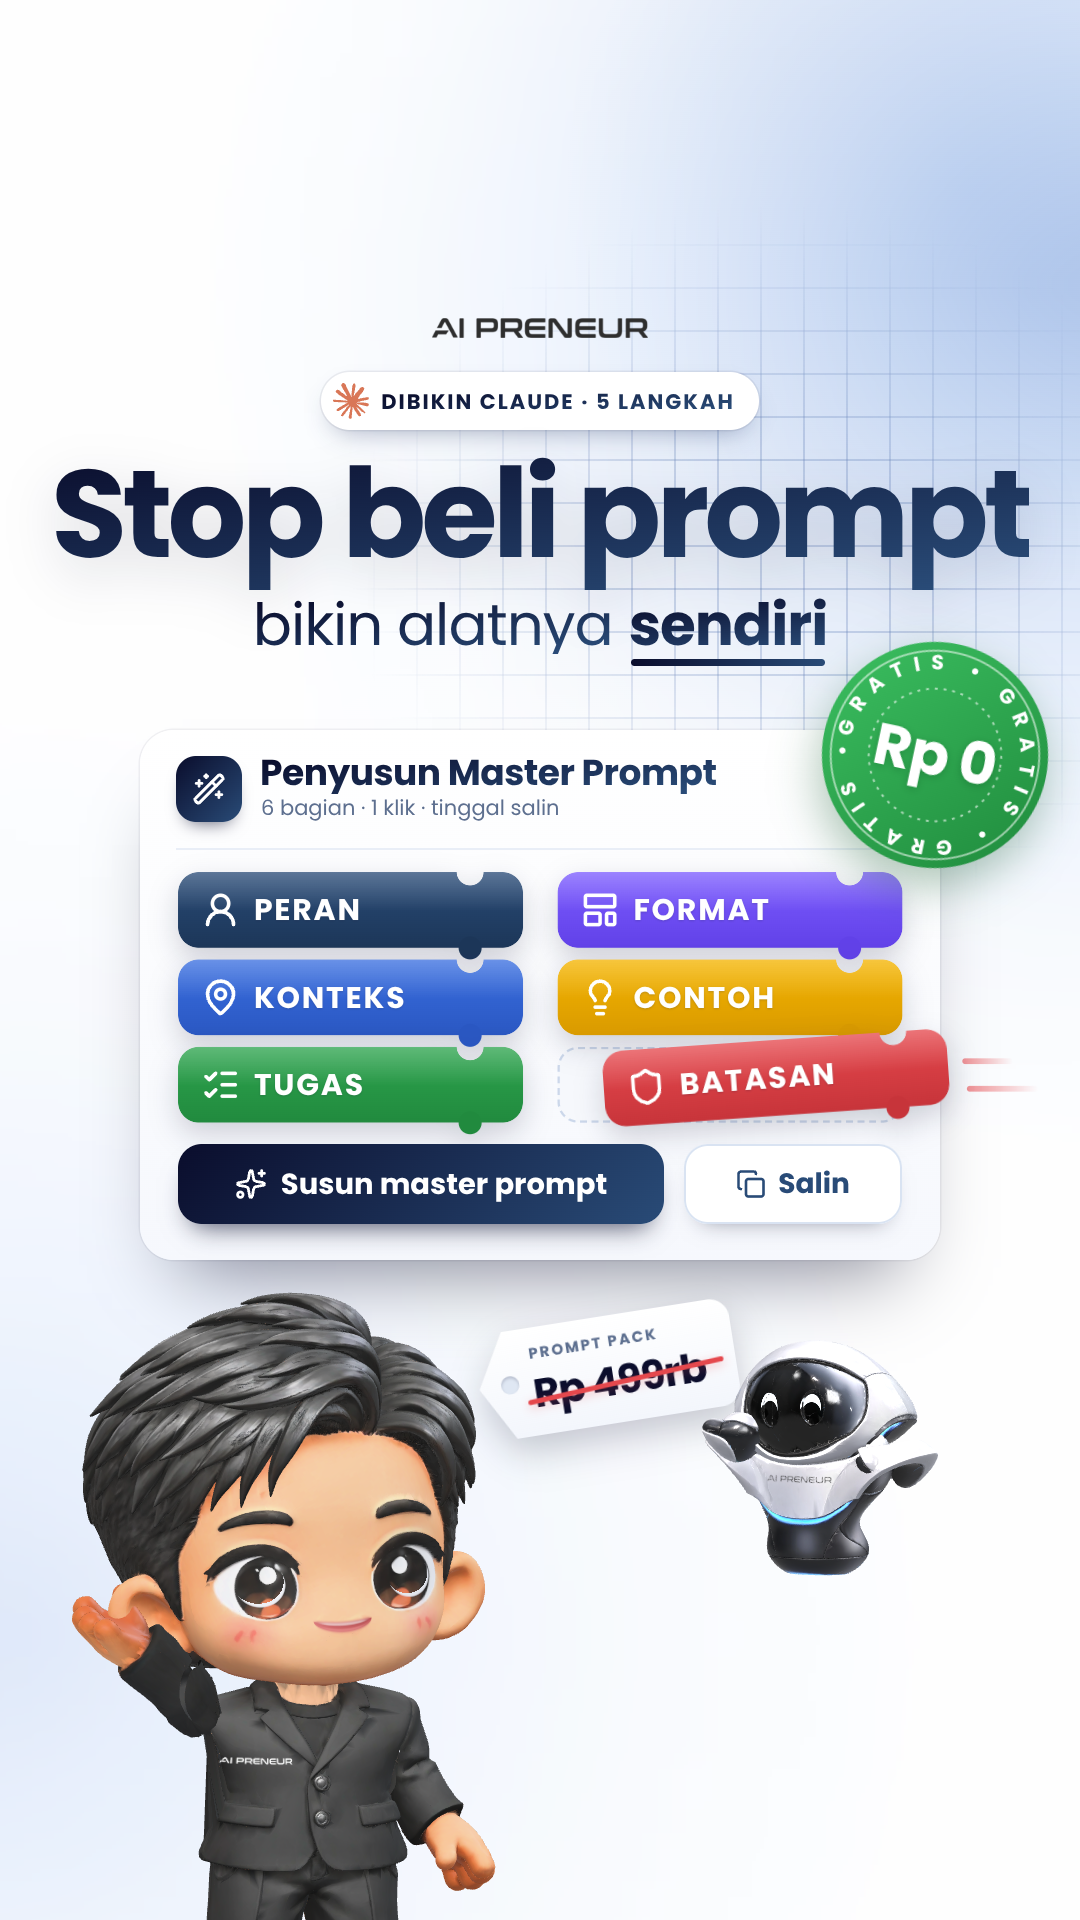 AI PRENEUR
DIBIKIN CLAUDE · 5 LANGKAH
Stop beli prompt
bikin alatnya sendiri
GRATIS • GRATIS • GRATIS •
Rp 0
Penyusun Master Prompt
6 bagian · 1 klik · tinggal salin
PERAN
FORMAT
KONTEKS
CONTOH
TUGAS
BATASAN
Susun master prompt
Salin
PROMPT PACK
Rp 499rb
AI PRENEUR
AI PRENEUR